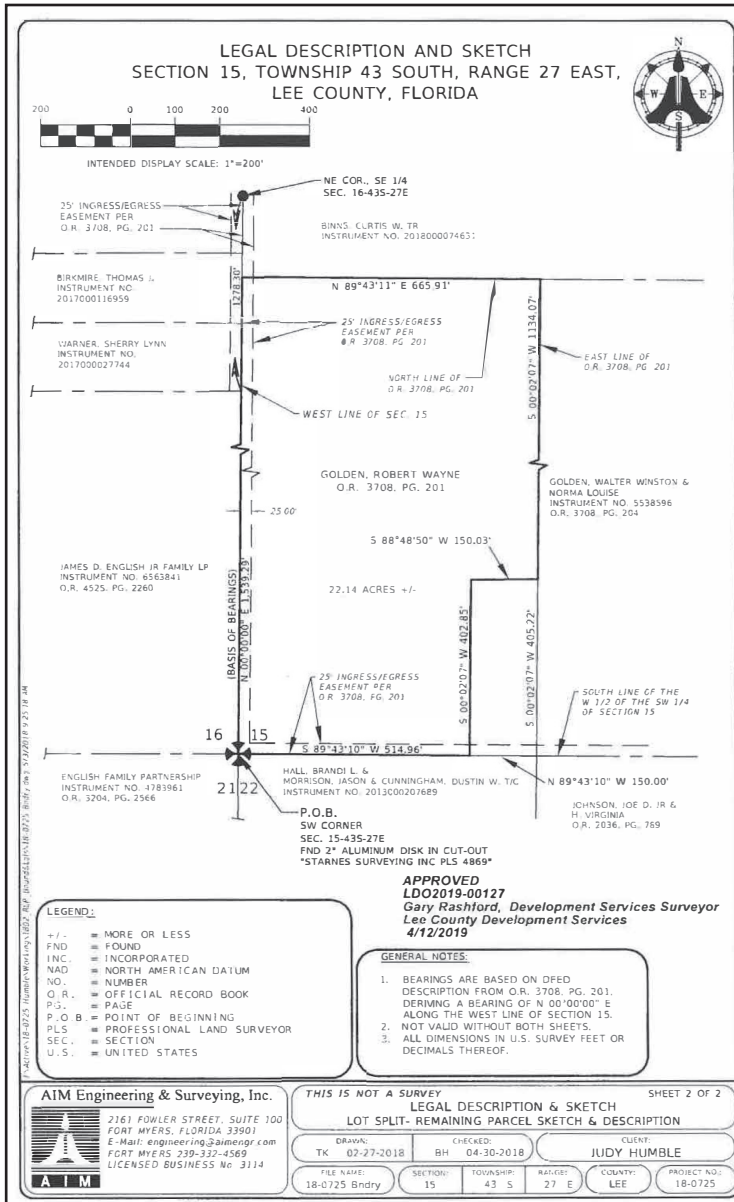 LEGAL DESCRIPTION AND SKETCH
SECTION 15, TOWNSHIP 43 SOUTH, RANGE 27 EAST,
LEE COUNTY, FLORIDA
N
W E
S
200 0 100 200 400
INTENDED DISPLAY SCALE: 1"=200'
NE COR., SE 1/4
SEC. 16-43S-27E
25' INGRESS/EGRESS
EASEMENT PER
O.R. 3708, PG. 201
BINNS, CURTIS W. TR
INSTRUMENT NO. 2018000074631
BIRKMIRE, THOMAS J.
INSTRUMENT NO.
2017000116959
1278.30'
N 89°43'11" E 665.91'
WARNER, SHERRY LYNN
INSTRUMENT NO.
2017000027744
25' INGRESS/EGRESS
EASEMENT PER
O.R. 3708, PG. 201
S 00°02'07" W 1134.07'
EAST LINE OF
O.R. 3708, PG. 201
NORTH LINE OF
O.R. 3708, PG. 201
WEST LINE OF SEC. 15
GOLDEN, ROBERT WAYNE
O.R. 3708, PG. 201
GOLDEN, WALTER WINSTON &
NORMA LOUISE
INSTRUMENT NO. 5538596
O.R. 3708, PG. 204
25.00'
S 88°48'50" W 150.03'
JAMES D. ENGLISH JR FAMILY LP
INSTRUMENT NO. 6563841
O.R. 4525, PG. 2260
(BASIS OF BEARINGS)
N 00°00'00" E 1,539.29'
22.14 ACRES +/-
S 00°02'07" W 402.85'
S 00°02'07" W 405.22'
25' INGRESS/EGRESS
EASEMENT PER
O.R. 3708, PG. 201
SOUTH LINE OF THE
W 1/2 OF THE SW 1/4
OF SECTION 15
16 15
S 89°43'10" W 514.96'
21 22
ENGLISH FAMILY PARTNERSHIP
INSTRUMENT NO. 4783961
O.R. 3204, PG. 2566
HALL, BRANDI L. &
MORRISON, JASON & CUNNINGHAM, DUSTIN W. T/C
INSTRUMENT NO. 2013000207689
N 89°43'10" W 150.00'
JOHNSON, JOE D. JR &
H. VIRGINIA
O.R. 2036, PG. 769
P.O.B.
SW CORNER
SEC. 15-43S-27E
FND 2" ALUMINUM DISK IN CUT-OUT
"STARNES SURVEYING INC PLS 4869"
APPROVED
LDO2019-00127
Gary Rashford, Development Services Surveyor
Lee County Development Services
4/12/2019
LEGEND:
+/- = MORE OR LESS
FND = FOUND
INC. = INCORPORATED
NAD = NORTH AMERICAN DATUM
NO. = NUMBER
O.R. = OFFICIAL RECORD BOOK
PG. = PAGE
P.O.B. = POINT OF BEGINNING
PLS = PROFESSIONAL LAND SURVEYOR
SEC. = SECTION
U.S. = UNITED STATES
GENERAL NOTES:
1. BEARINGS ARE BASED ON DEED
DESCRIPTION FROM O.R. 3708, PG. 201.
DERIVING A BEARING OF N 00°00'00" E
ALONG THE WEST LINE OF SECTION 15.
2. NOT VALID WITHOUT BOTH SHEETS.
3. ALL DIMENSIONS IN U.S. SURVEY FEET OR
DECIMALS THEREOF.
AIM Engineering & Surveying, Inc.
2161 FOWLER STREET, SUITE 100
FORT MYERS, FLORIDA 33901
E-Mail: engineering@aimengr.com
FORT MYERS 239-332-4569
LICENSED BUSINESS No. 3114
AIM
THIS IS NOT A SURVEY SHEET 2 OF 2
LEGAL DESCRIPTION & SKETCH
LOT SPLIT- REMAINING PARCEL SKETCH & DESCRIPTION
DRAWN: CHECKED: CLIENT:
TK 02-27-2018 BH 04-30-2018 JUDY HUMBLE
FILE NAME: SECTION: TOWNSHIP: RANGE: COUNTY: PROJECT NO.:
18-0725 Bndry 15 43 S 27 E LEE 18-0725